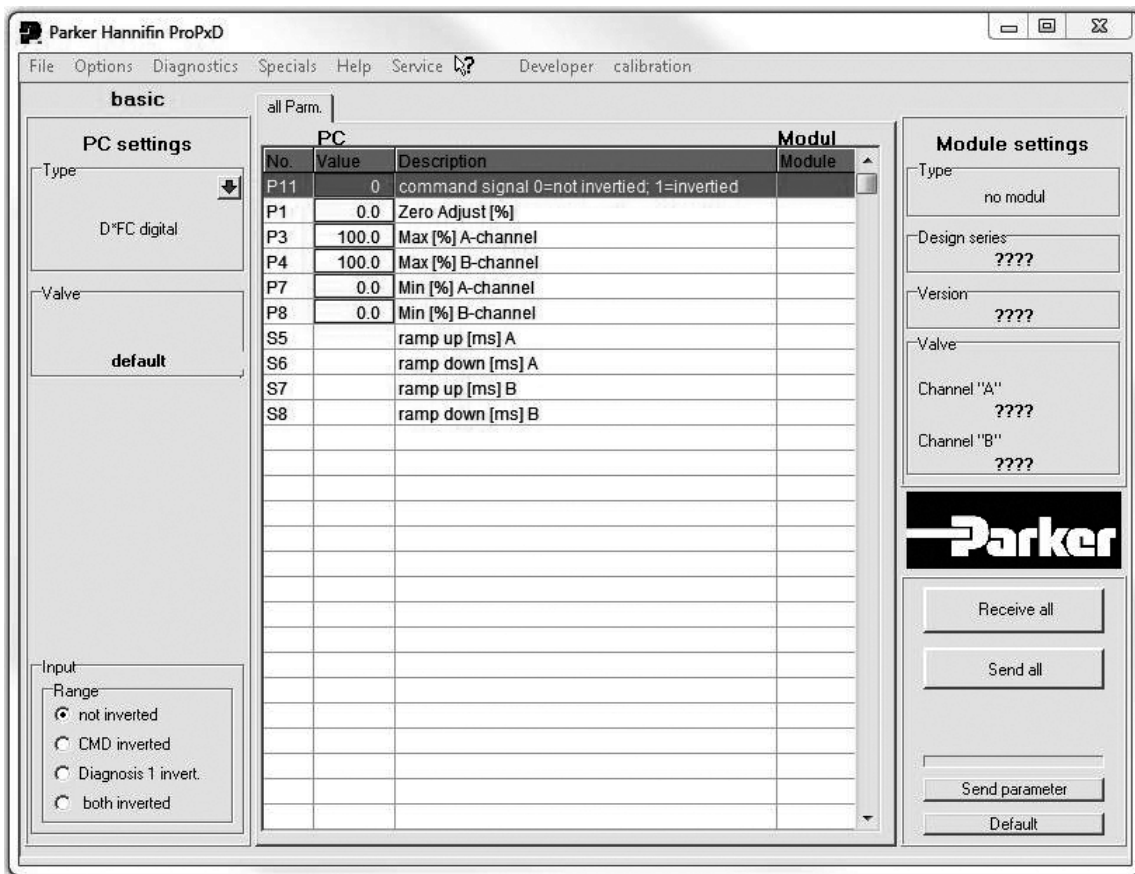 Parker Hannifin ProPxD
File Options Diagnostics Specials Help Service ? Developer calibration
basic
PC settings
Type
D*FC digital
Valve
default
Input
Range
not inverted
CMD inverted
Diagnosis 1 invert.
both inverted
all Parm.
PC Modul
No. Value Description Module
P11 0 command signal 0=not invertied; 1=invertied
P1 0.0 Zero Adjust [%]
P3 100.0 Max [%] A-channel
P4 100.0 Max [%] B-channel
P7 0.0 Min [%] A-channel
P8 0.0 Min [%] B-channel
S5 ramp up [ms] A
S6 ramp down [ms] A
S7 ramp up [ms] B
S8 ramp down [ms] B
Module settings
Type
no modul
Design series
????
Version
????
Valve
Channel "A"
????
Channel "B"
????
Parker
Receive all
Send all
Send parameter
Default